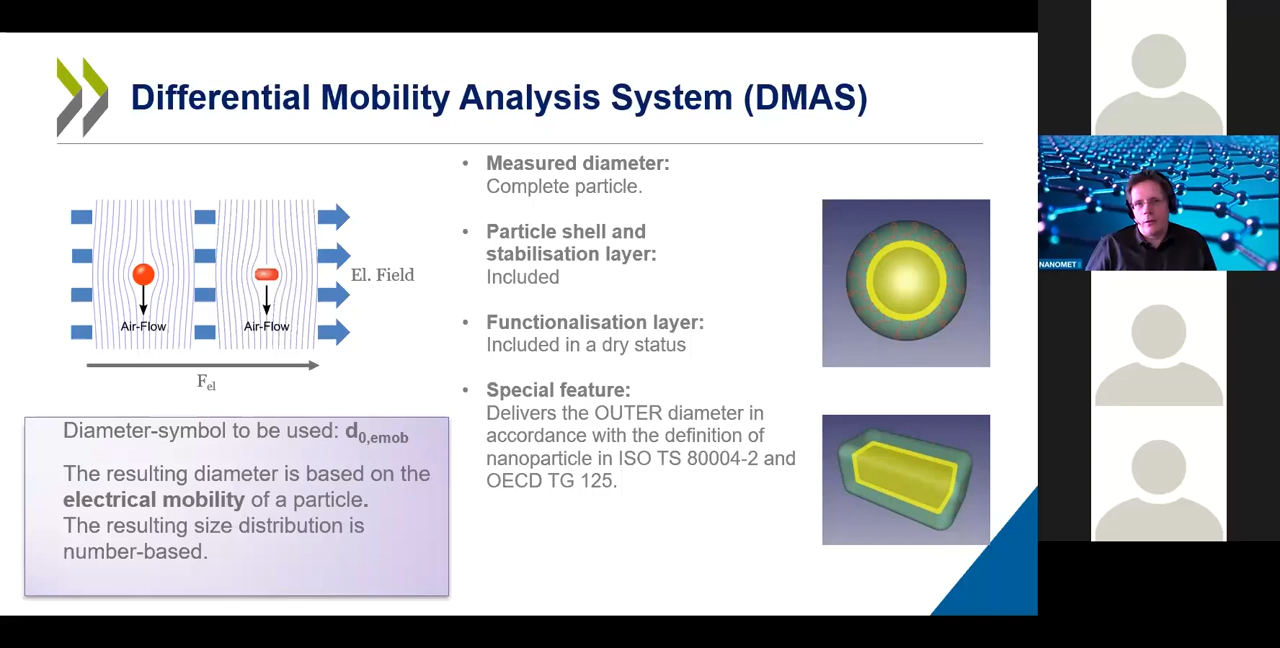 Differential Mobility Analysis System (DMAS)
El. Field
Air-Flow
Air-Flow
Fel
Diameter-symbol to be used: d0,emob
The resulting diameter is based on the
electrical mobility of a particle.
The resulting size distribution is
number-based.
• Measured diameter:
Complete particle.
• Particle shell and
stabilisation layer:
Included
• Functionalisation layer:
Included in a dry status
• Special feature:
Delivers the OUTER diameter in
accordance with the definition of
nanoparticle in ISO TS 80004-2 and
OECD TG 125.
NANOMET